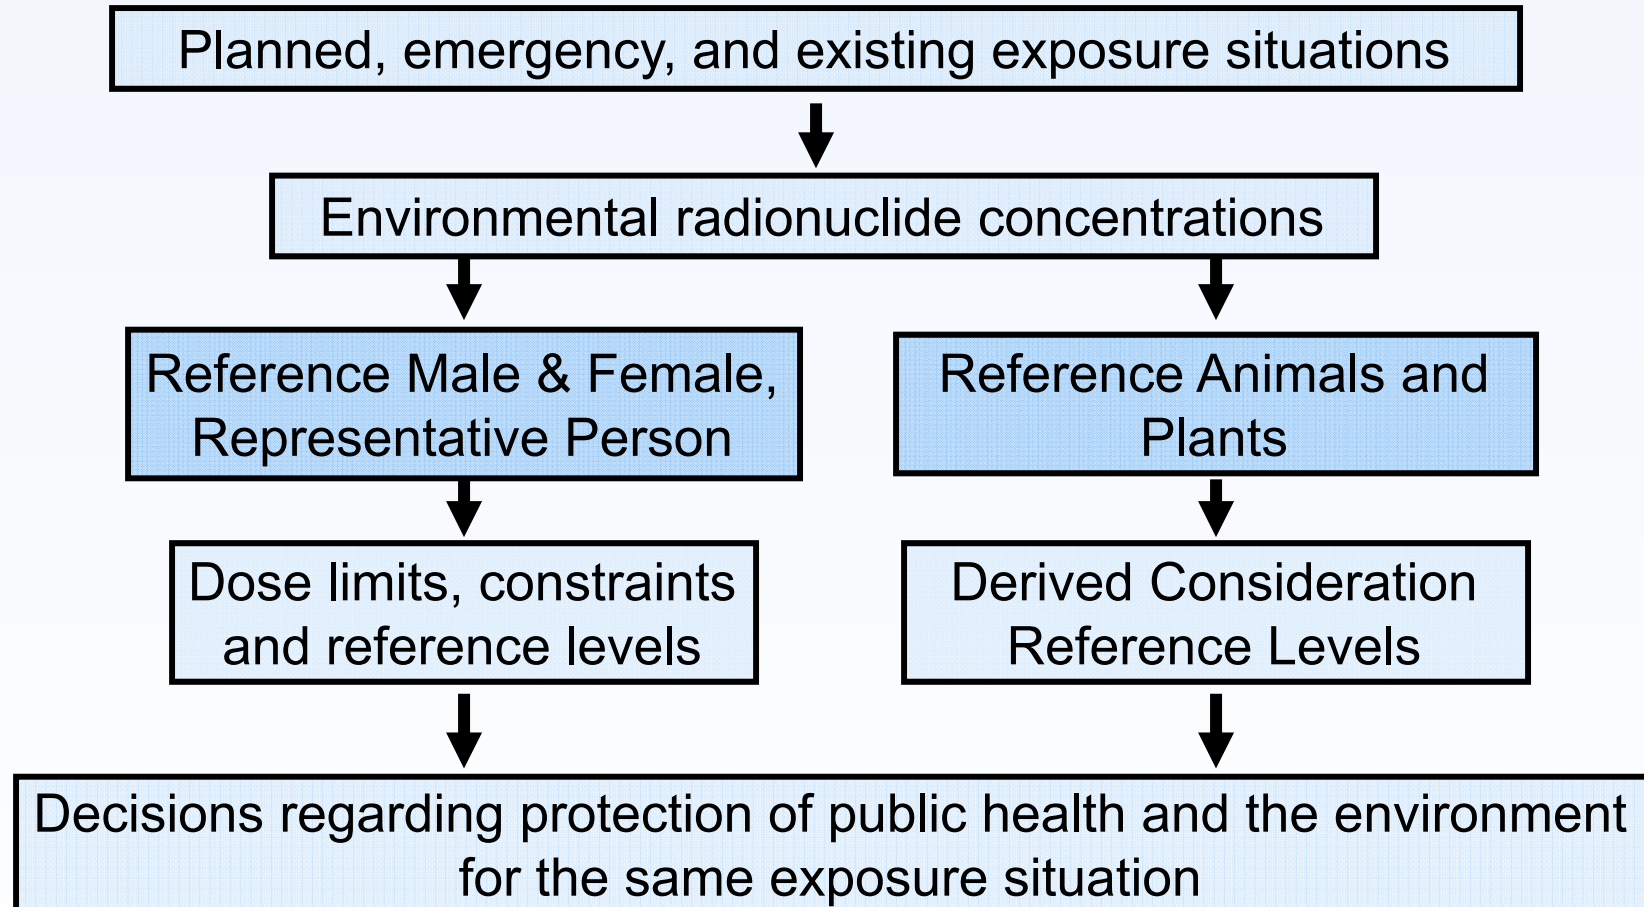 Planned, emergency, and existing exposure situations
Environmental radionuclide concentrations
Reference Male & Female,
Representative Person
Reference Animals and
Plants
Dose limits, constraints
and reference levels
Derived Consideration
Reference Levels
Decisions regarding protection of public health and the environment
for the same exposure situation